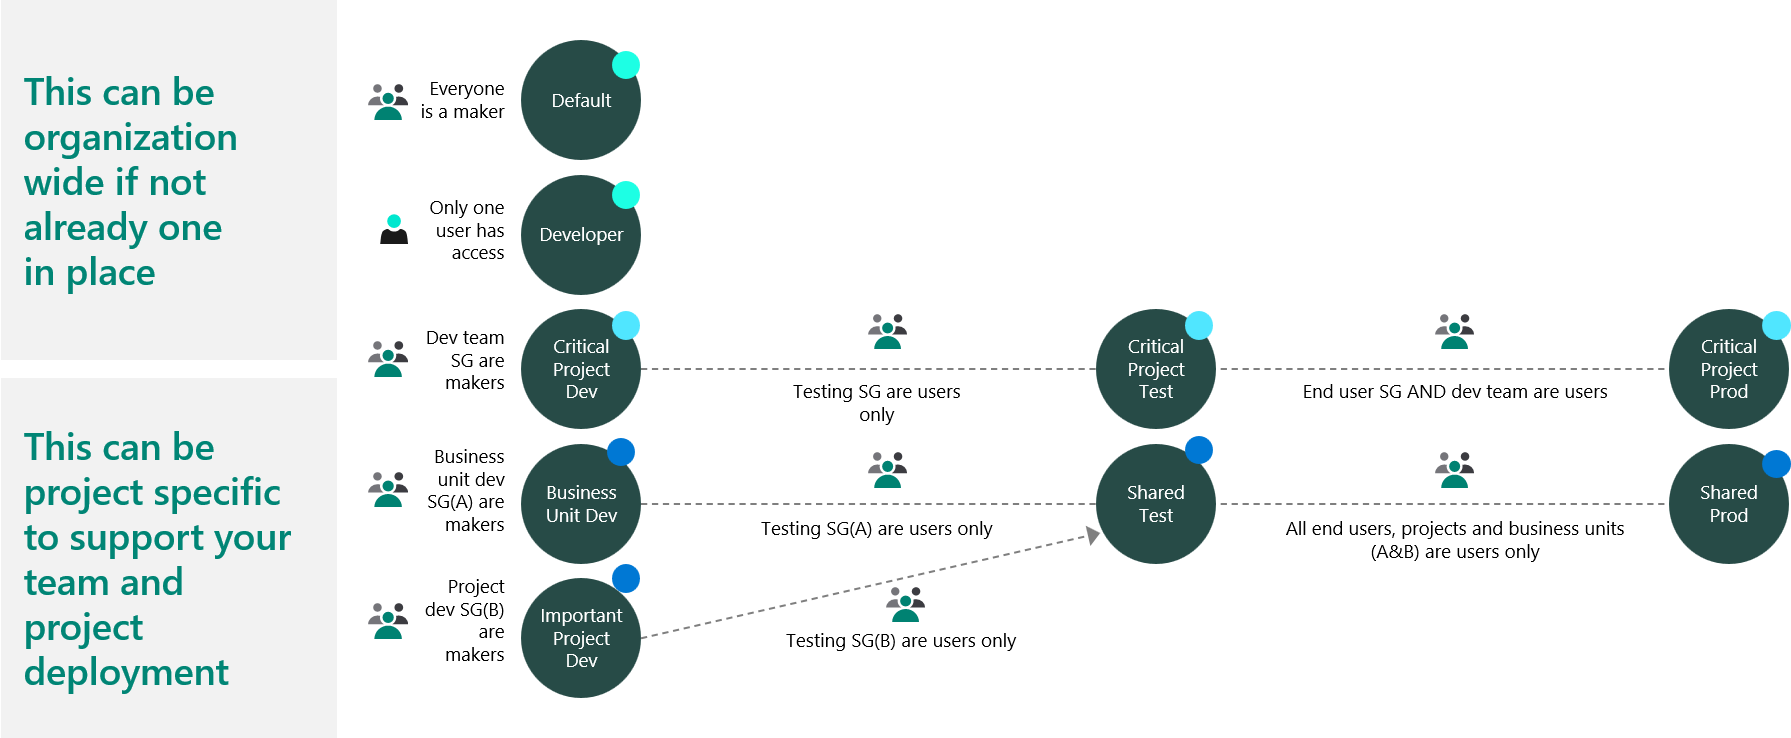 This can be
organization
wide if not
already one
in place
This can be
project specific
to support your
team and
project
deployment
Everyone
is a maker
Default
Only one
user has
access
Developer
Dev team
SG are
makers
Critical
Project
Dev
Testing SG are users
only
Critical
Project
Test
End user SG AND dev team are users
Critical
Project
Prod
Business
unit dev
SG(A) are
makers
Business
Unit Dev
Testing SG(A) are users only
Shared
Test
All end users, projects and business units
(A&B) are users only
Shared
Prod
Project
dev SG(B)
are
makers
Important
Project
Dev
Testing SG(B) are users only